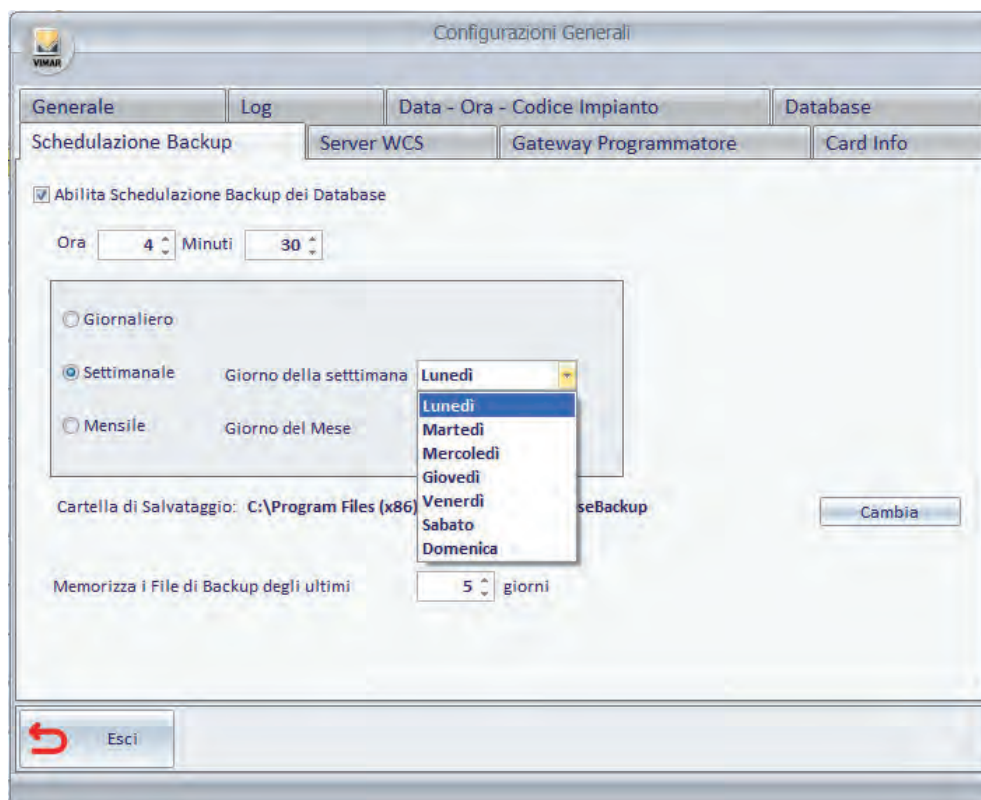 Configurazioni Generali
VIMAR
Generale Log Data - Ora - Codice Impianto Database
Schedulazione Backup Server WCS Gateway Programmatore Card Info
Abilita Schedulazione Backup dei Database
Ora 4 Minuti 30
Giornaliero
Settimanale Giorno della setttimana Lunedì
Lunedì
Mensile Giorno del Mese
Martedì
Mercoledì
Giovedì
Venerdì
Sabato
Domenica
Cartella di Salvataggio: C:\Program Files (x86) seBackup Cambia
Memorizza i File di Backup degli ultimi 5 giorni
Esci